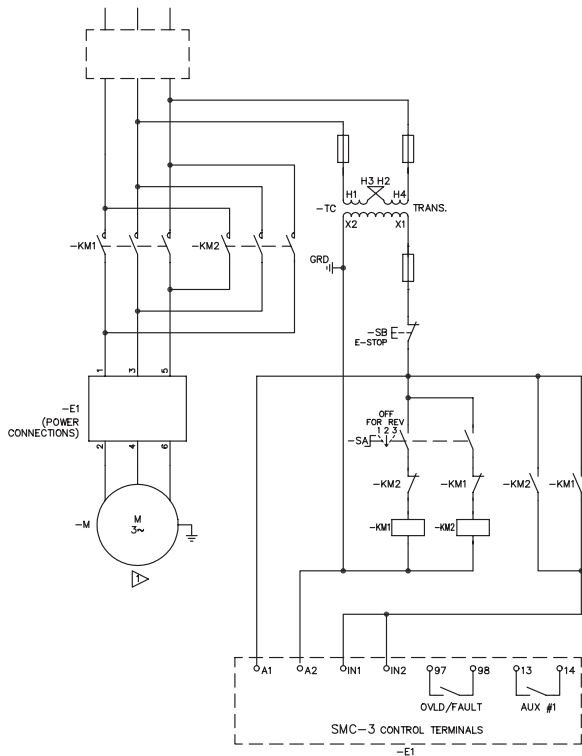 H1 H3 H2 H4
-TC TRANS.
X2 X1
-KM1 -KM2
GRD
-SB
E-STOP
1 3 5
-E1
(POWER
CONNECTIONS)
2 4 6
OFF
FOR REV
1 2 3
-SA
-KM2 -KM1 -KM2 -KM1
-KM1 -KM2
-M
M
3~
1
A1 A2 IN1 IN2 97 98 13 14
OVLD/FAULT AUX #1
SMC-3 CONTROL TERMINALS
-E1